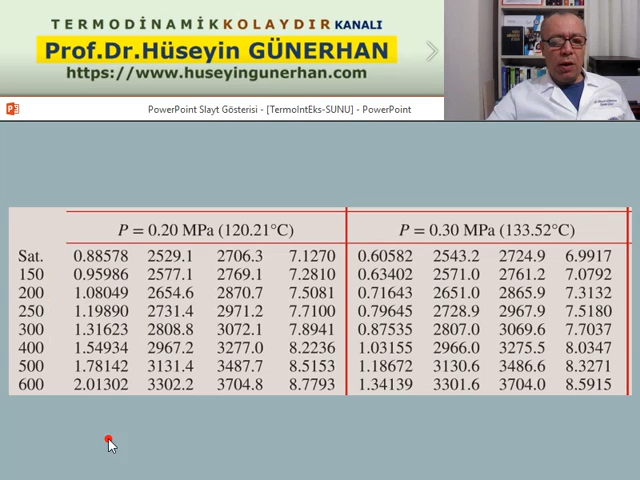 TERMODİNAMİKKOLAYDIR KANALI
Prof.Dr.Hüseyin GÜNERHAN
https://www.huseyingunerhan.com
PowerPoint Slayt Gösterisi - [TermoIntEks-SUNU] - PowerPoint
P = 0.20 MPa (120.21°C) P = 0.30 MPa (133.52°C)
Sat. 0.88578 2529.1 2706.3 7.1270 0.60582 2543.2 2724.9 6.9917
150 0.95986 2577.1 2769.1 7.2810 0.63402 2571.0 2761.2 7.0792
200 1.08049 2654.6 2870.7 7.5081 0.71643 2651.0 2865.9 7.3132
250 1.19890 2731.4 2971.2 7.7100 0.79645 2728.9 2967.9 7.5180
300 1.31623 2808.8 3072.1 7.8941 0.87535 2807.0 3069.6 7.7037
400 1.54934 2967.2 3277.0 8.2236 1.03155 2966.0 3275.5 8.0347
500 1.78142 3131.4 3487.7 8.5153 1.18672 3130.6 3486.6 8.3271
600 2.01302 3302.2 3704.8 8.7793 1.34139 3301.6 3704.0 8.5915